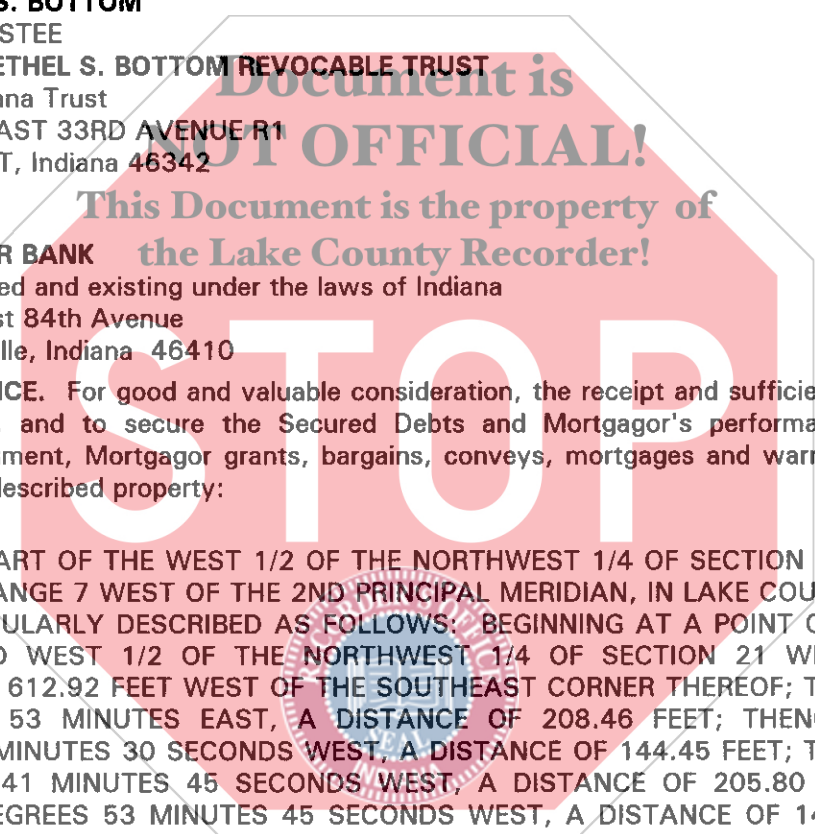 S. BOTTOM
STEE
ETHEL S. BOTTOM REVOCABLE TRUST
ana Trust
AST 33RD AVENUE R1
T, Indiana 46342
Document is
NOT OFFICIAL!
This Document is the property of
the Lake County Recorder!
R BANK
ed and existing under the laws of Indiana
st 84th Avenue
lle, Indiana 46410
STOP
ICE. For good and valuable consideration, the receipt and sufficie
, and to secure the Secured Debts and Mortgagor's performa
ment, Mortgagor grants, bargains, conveys, mortgages and warr
described property:
ART OF THE WEST 1/2 OF THE NORTHWEST 1/4 OF SECTION
ANGE 7 WEST OF THE 2ND PRINCIPAL MERIDIAN, IN LAKE COU
ULARLY DESCRIBED AS FOLLOWS: BEGINNING AT A POINT O
D WEST 1/2 OF THE NORTHWEST 1/4 OF SECTION 21 W
612.92 FEET WEST OF THE SOUTHEAST CORNER THEREOF; T
53 MINUTES EAST, A DISTANCE OF 208.46 FEET; THEN
MINUTES 30 SECONDS WEST, A DISTANCE OF 144.45 FEET; T
41 MINUTES 45 SECONDS WEST, A DISTANCE OF 205.80
EGREES 53 MINUTES 45 SECONDS WEST, A DISTANCE OF 14
SEAL
INDIANA